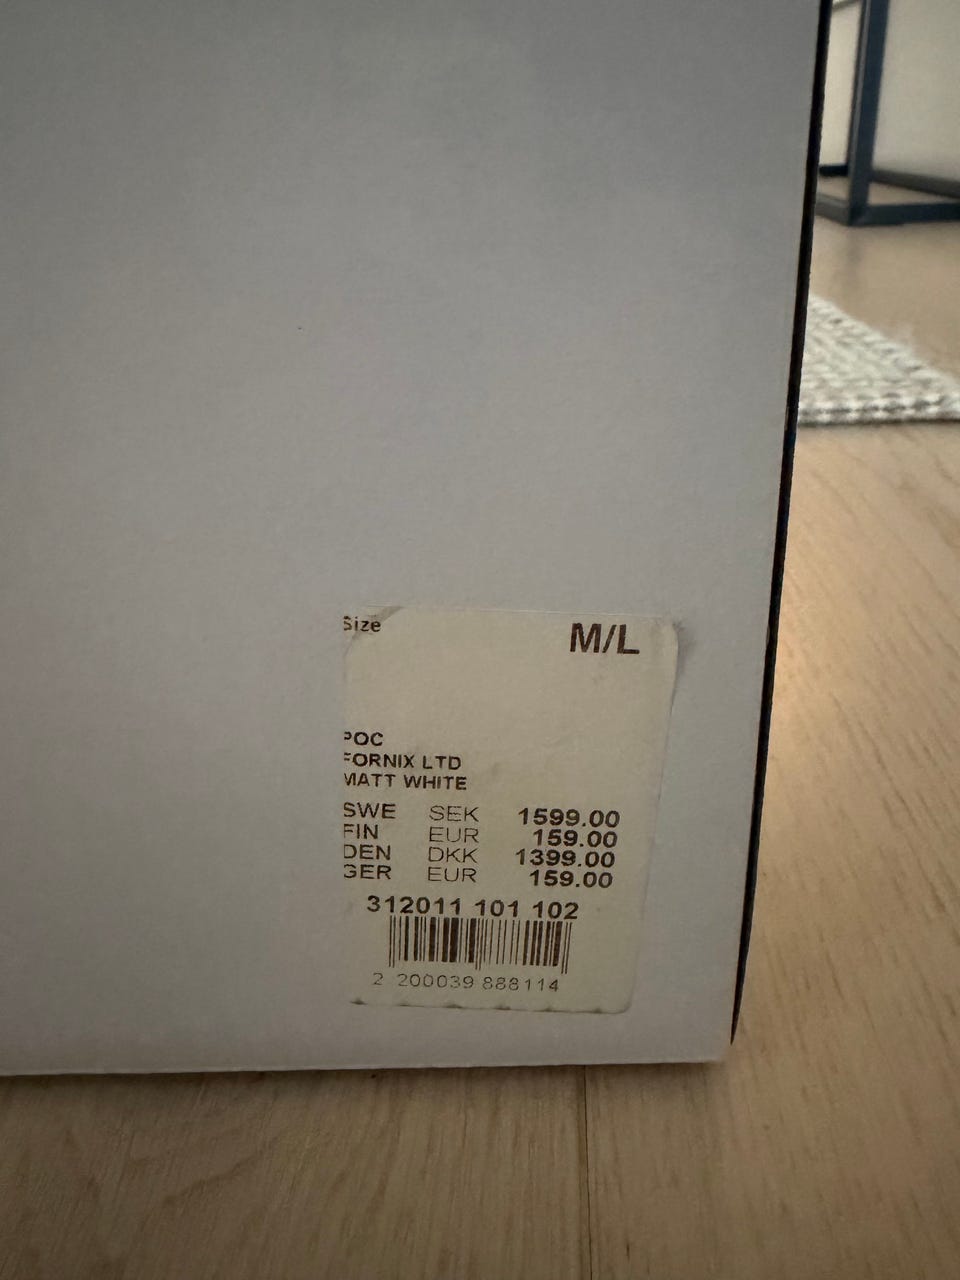 Size M/L
POC
FORNIX LTD
MATT WHITE
SWE SEK 1599.00
FIN EUR 159.00
DEN DKK 1399.00
GER EUR 159.00
312011 101 102
2 200039 888114